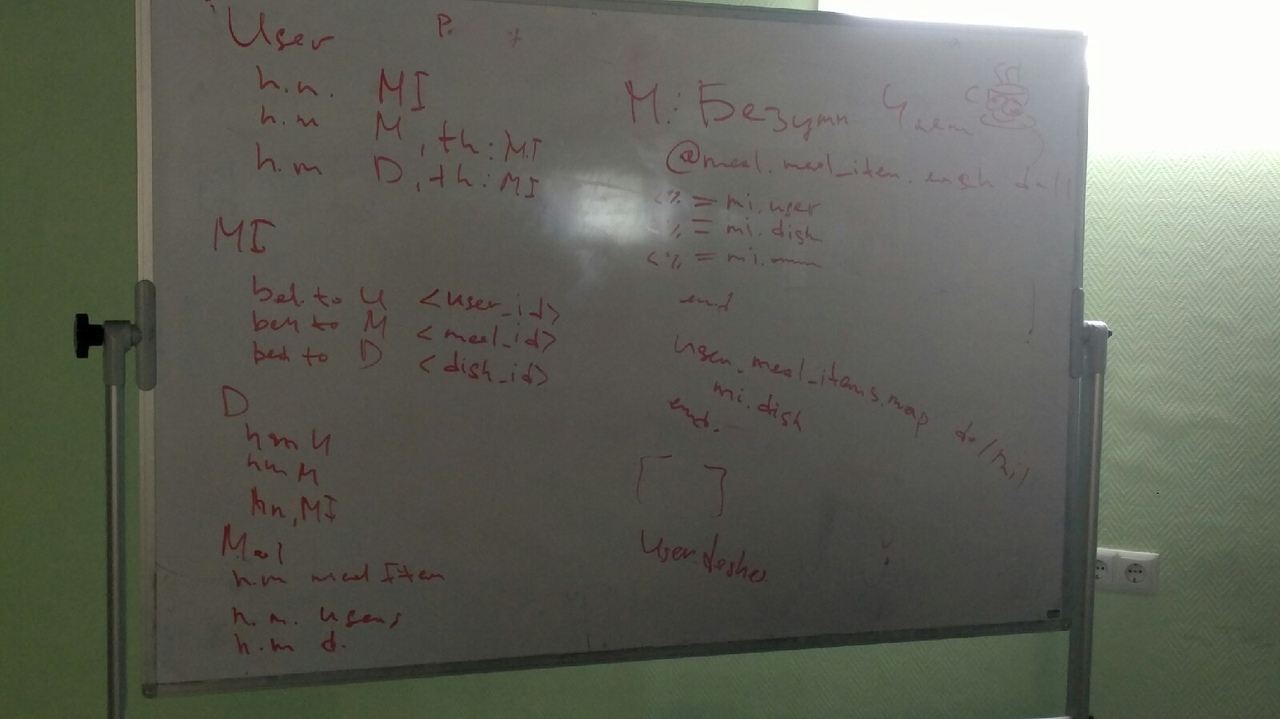 User
h.m. MI
h.m M, th: MI
h.m D, th: MI
MI
bel. to U <user_id>
bel to M <meal_id>
bel to D <dish_id>
D
h m U
hm M
hm, MI
Meal
h.m meal Item
h. m. users
h.m d.
M: Безумн Чаеп
@meal.meal_item.each do |
<%= mi.user
%= mi.dish
<%= mi.
end
user.meal_items.map do |mi|
mi.dish
end.
[ ]
User.dishes